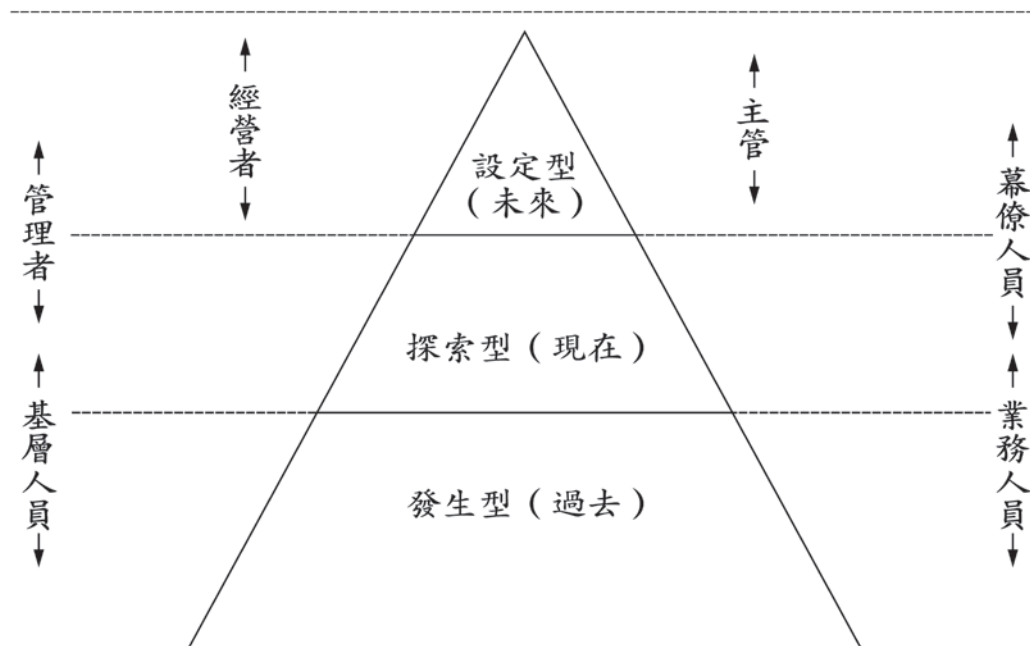 經營者
主管
設定型
(未來)
管理者
幕僚人員
探索型(現在)
基層人員
業務人員
發生型(過去)